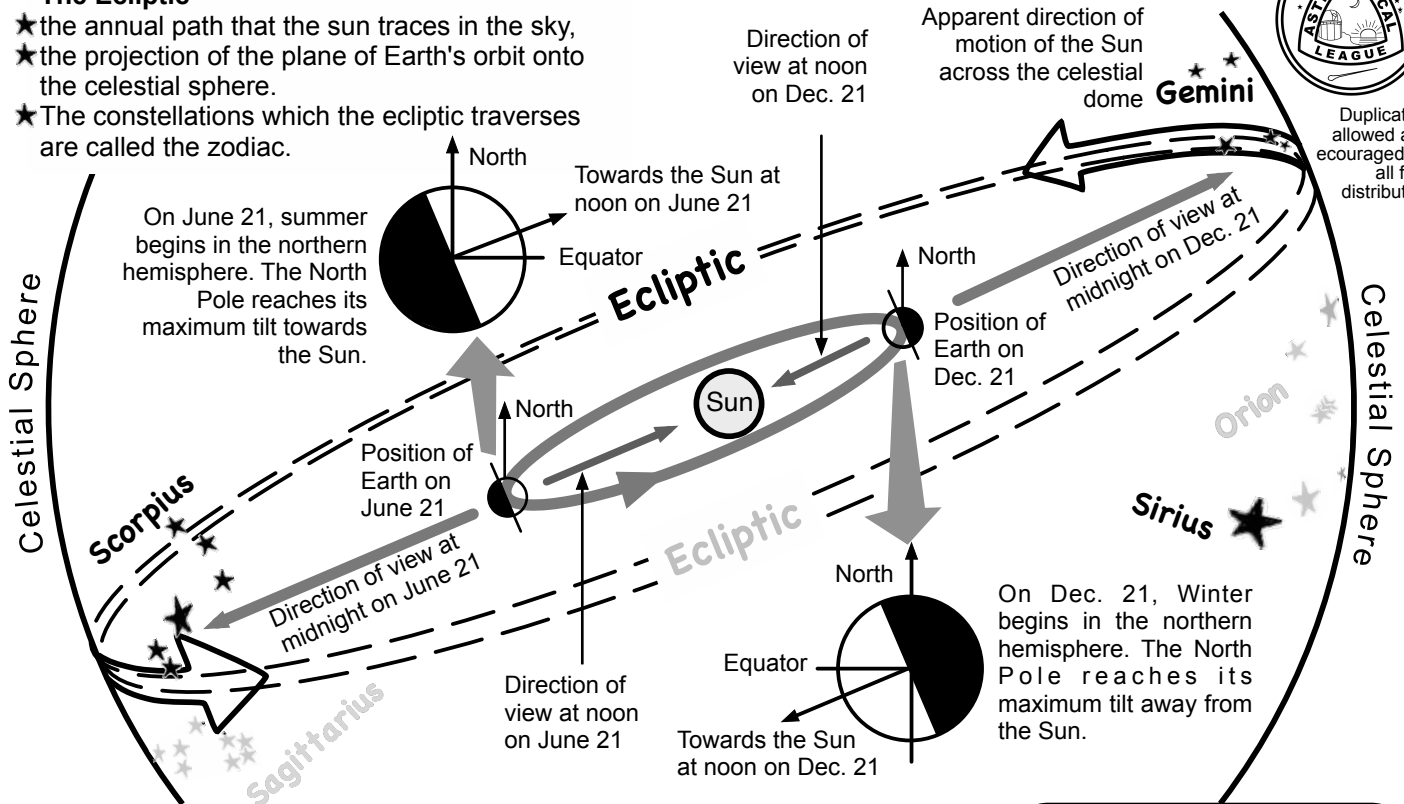 The Ecliptic
★the annual path that the sun traces in the sky,
★the projection of the plane of Earth's orbit onto
the celestial sphere.
★The constellations which the ecliptic traverses
are called the zodiac.
Direction of
view at noon
on Dec. 21
Apparent direction of
motion of the Sun
across the celestial
dome
Gemini
LEAGUE
allowed
all
North
Towards the Sun at
noon on June 21
Equator
On June 21, summer
begins in the northern
hemisphere. The North
Pole reaches its
maximum tilt towards
the Sun.
Ecliptic
North
Position of
Earth on
Dec. 21
Direction of view at
midnight on Dec. 21
Celestial Sphere
Celestial Sphere
Sun
North
Position of
Earth on
June 21
Orion
Sirius
Scorpius
Direction of view at
midnight on June 21
Ecliptic
Sagittarius
Direction of
view at noon
on June 21
North
Equator
Towards the Sun
at noon on Dec. 21
On Dec. 21, Winter
begins in the northern
hemisphere. The North
Pole reaches its
maximum tilt away from
the Sun.